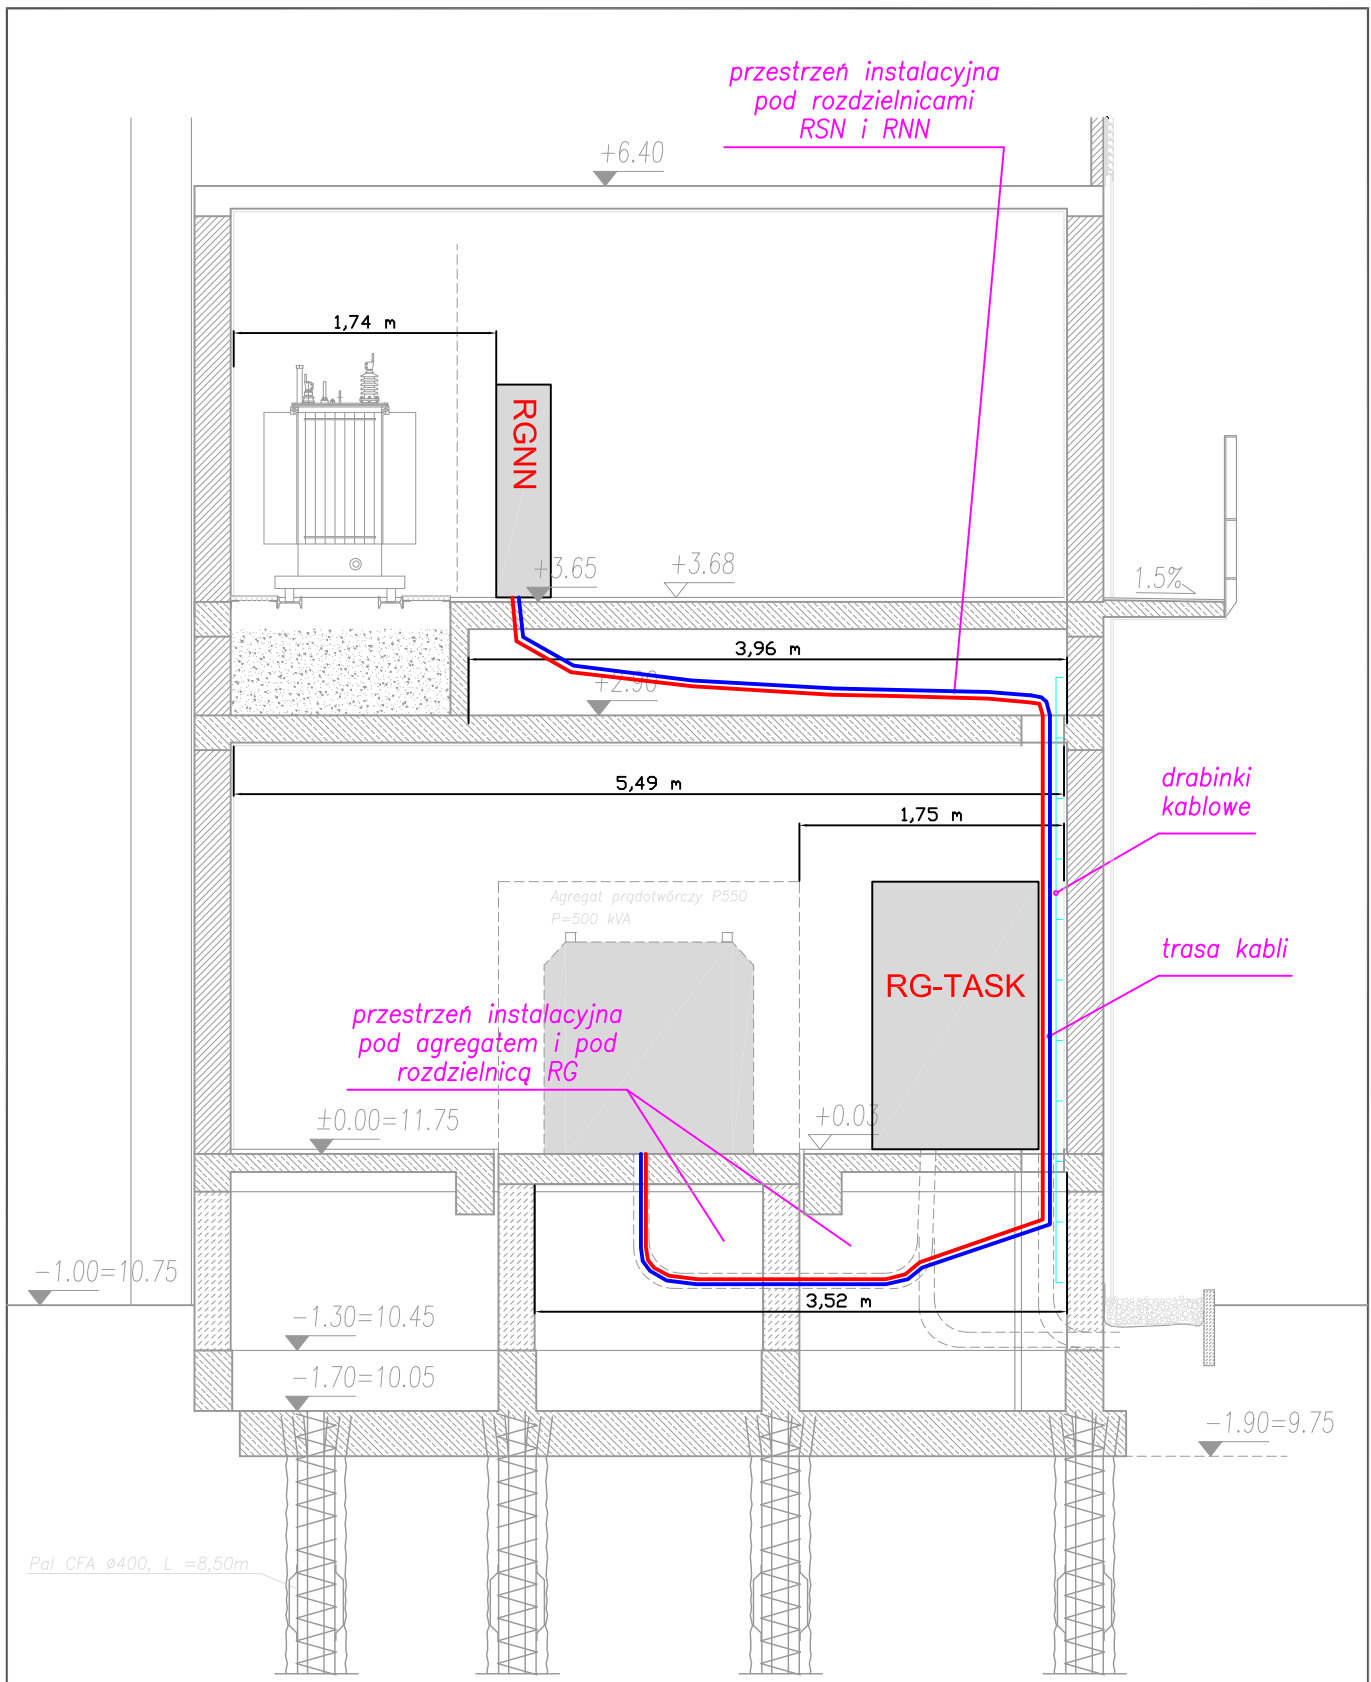 przestrzeń instalacyjna
pod rozdzielnicami
RSN i RNN
+6.40
1,74 m
RGNN
+3.65
+3.68
1.5%
3,96 m
+2.90
5,49 m
drabinki
kablowe
1,75 m
Agregat prądotwórczy P550
P=500 kVA
trasa kabli
RG-TASK
przestrzeń instalacyjna
pod agregatem i pod
rozdzielnicą RG
±0.00=11.75
+0.03
-1.00=10.75
3,52 m
-1.30=10.45
-1.70=10.05
-1.90=9.75
Pal CFA ø400, L =8,50m